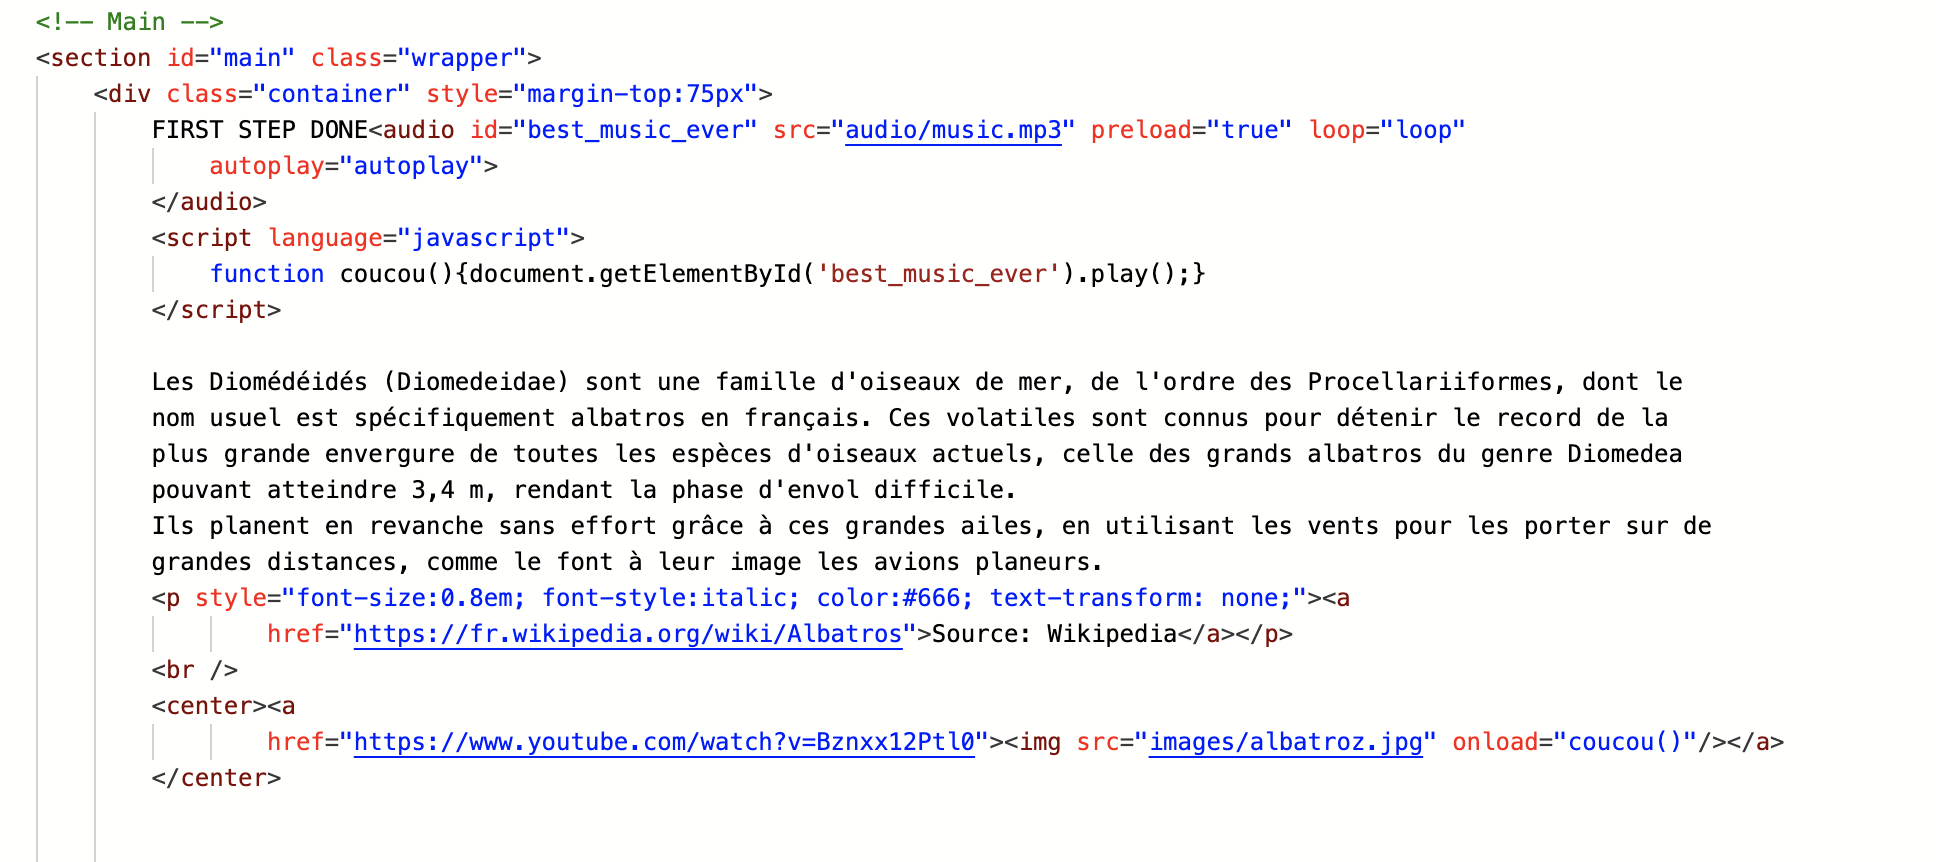 <!-- Main -->
<section id="main" class="wrapper">
<div class="container" style="margin-top:75px">
FIRST STEP DONE<audio id="best_music_ever" src="audio/music.mp3" preload="true" loop="loop"
autoplay="autoplay">
</audio>
<script language="javascript">
function coucou(){document.getElementById('best_music_ever').play();}
</script>
Les Diomédéidés (Diomedeidae) sont une famille d'oiseaux de mer, de l'ordre des Procellariiformes, dont le
nom usuel est spécifiquement albatros en français. Ces volatiles sont connus pour détenir le record de la
plus grande envergure de toutes les espèces d'oiseaux actuels, celle des grands albatros du genre Diomedea
pouvant atteindre 3,4 m, rendant la phase d'envol difficile.
Ils planent en revanche sans effort grâce à ces grandes ailes, en utilisant les vents pour les porter sur de
grandes distances, comme le font à leur image les avions planeurs.
<p style="font-size:0.8em; font-style:italic; color:#666; text-transform: none;"><a
href="https://fr.wikipedia.org/wiki/Albatros">Source: Wikipedia</a></p>
<br />
<center><a
href="https://www.youtube.com/watch?v=Bznxx12Ptl0"><img src="images/albatroz.jpg" onload="coucou()"/></a>
</center>